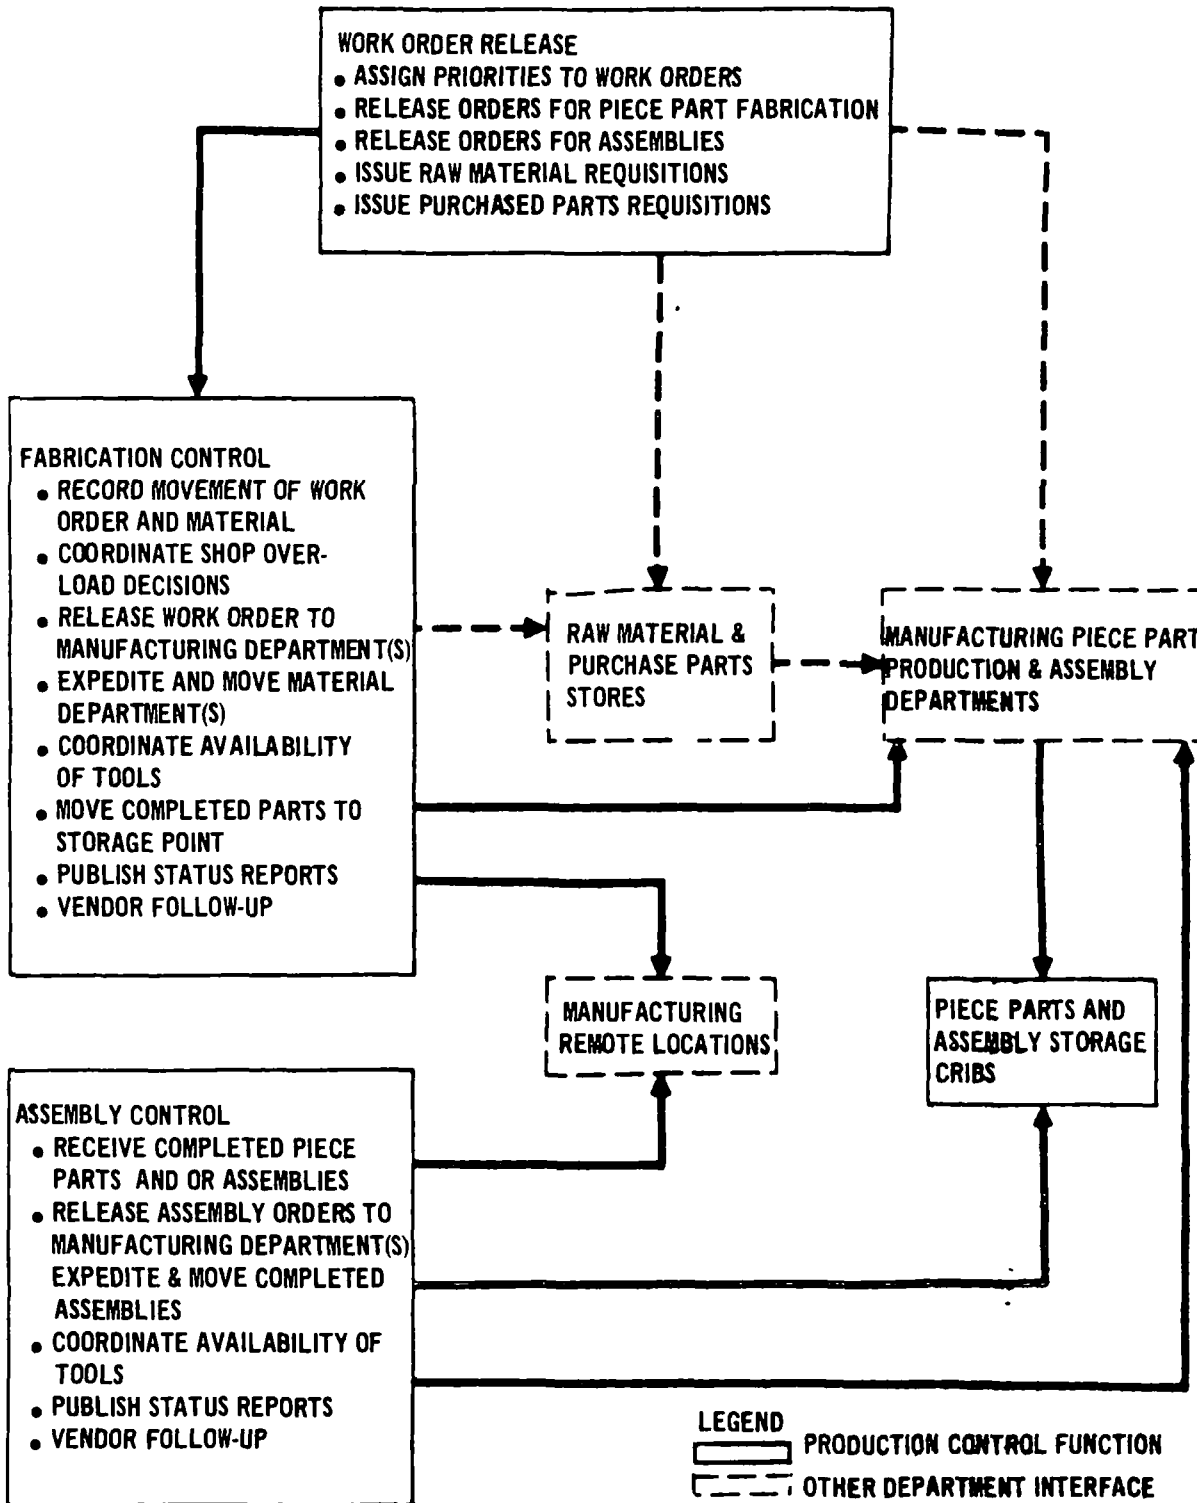 WORK ORDER RELEASE
• ASSIGN PRIORITIES TO WORK ORDERS
• RELEASE ORDERS FOR PIECE PART FABRICATION
• RELEASE ORDERS FOR ASSEMBLIES
• ISSUE RAW MATERIAL REQUISITIONS
• ISSUE PURCHASED PARTS REQUISITIONS
FABRICATION CONTROL
• RECORD MOVEMENT OF WORK
ORDER AND MATERIAL
• COORDINATE SHOP OVER-
LOAD DECISIONS
• RELEASE WORK ORDER TO
MANUFACTURING DEPARTMENT(S)
• EXPEDITE AND MOVE MATERIAL
DEPARTMENT(S)
• COORDINATE AVAILABILITY
OF TOOLS
• MOVE COMPLETED PARTS TO
STORAGE POINT
• PUBLISH STATUS REPORTS
• VENDOR FOLLOW-UP
RAW MATERIAL &
PURCHASE PARTS
STORES
MANUFACTURING PIECE PART
PRODUCTION & ASSEMBLY
DEPARTMENTS
MANUFACTURING
REMOTE LOCATIONS
PIECE PARTS AND
ASSEMBLY STORAGE
CRIBS
ASSEMBLY CONTROL
• RECEIVE COMPLETED PIECE
PARTS AND OR ASSEMBLIES
• RELEASE ASSEMBLY ORDERS TO
MANUFACTURING DEPARTMENT(S)
EXPEDITE & MOVE COMPLETED
ASSEMBLIES
• COORDINATE AVAILABILITY OF
TOOLS
• PUBLISH STATUS REPORTS
• VENDOR FOLLOW-UP
LEGEND
PRODUCTION CONTROL FUNCTION
OTHER DEPARTMENT INTERFACE